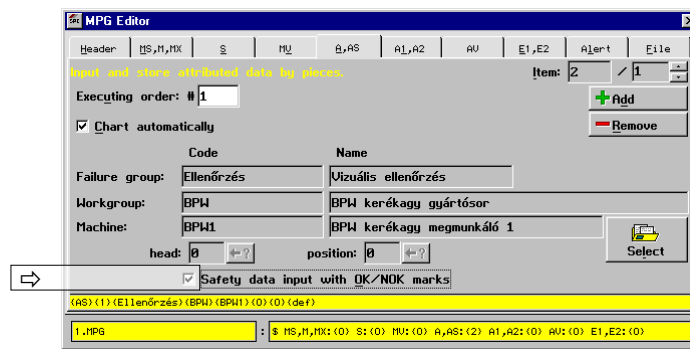 SPC MPG Editor
Header MS,M,MX S MU A,AS A1,A2 AV E1,E2 Alert File
Input and store attributed data by pieces.
Item: 2 / 1
Executing order: # 1
Add
Chart automatically
Remove
Code Name
Failure group: Ellenőrzés Vizuális ellenőrzés
Workgroup: BPW BPW kerékagy gyártósor
Machine: BPW1 BPW kerékagy megmunkáló 1
head: 0 ←? position: 0 ←?
Select
⇨ Safety data input with OK/NOK marks
(AS)(1)(Ellenőrzés)(BPW)(BPW1)(0)(0)(def)
1.MPG : $ MS,M,MX:(0) S:(0) MU:(0) A,AS:(2) A1,A2:(0) AV:(0) E1,E2:(0)